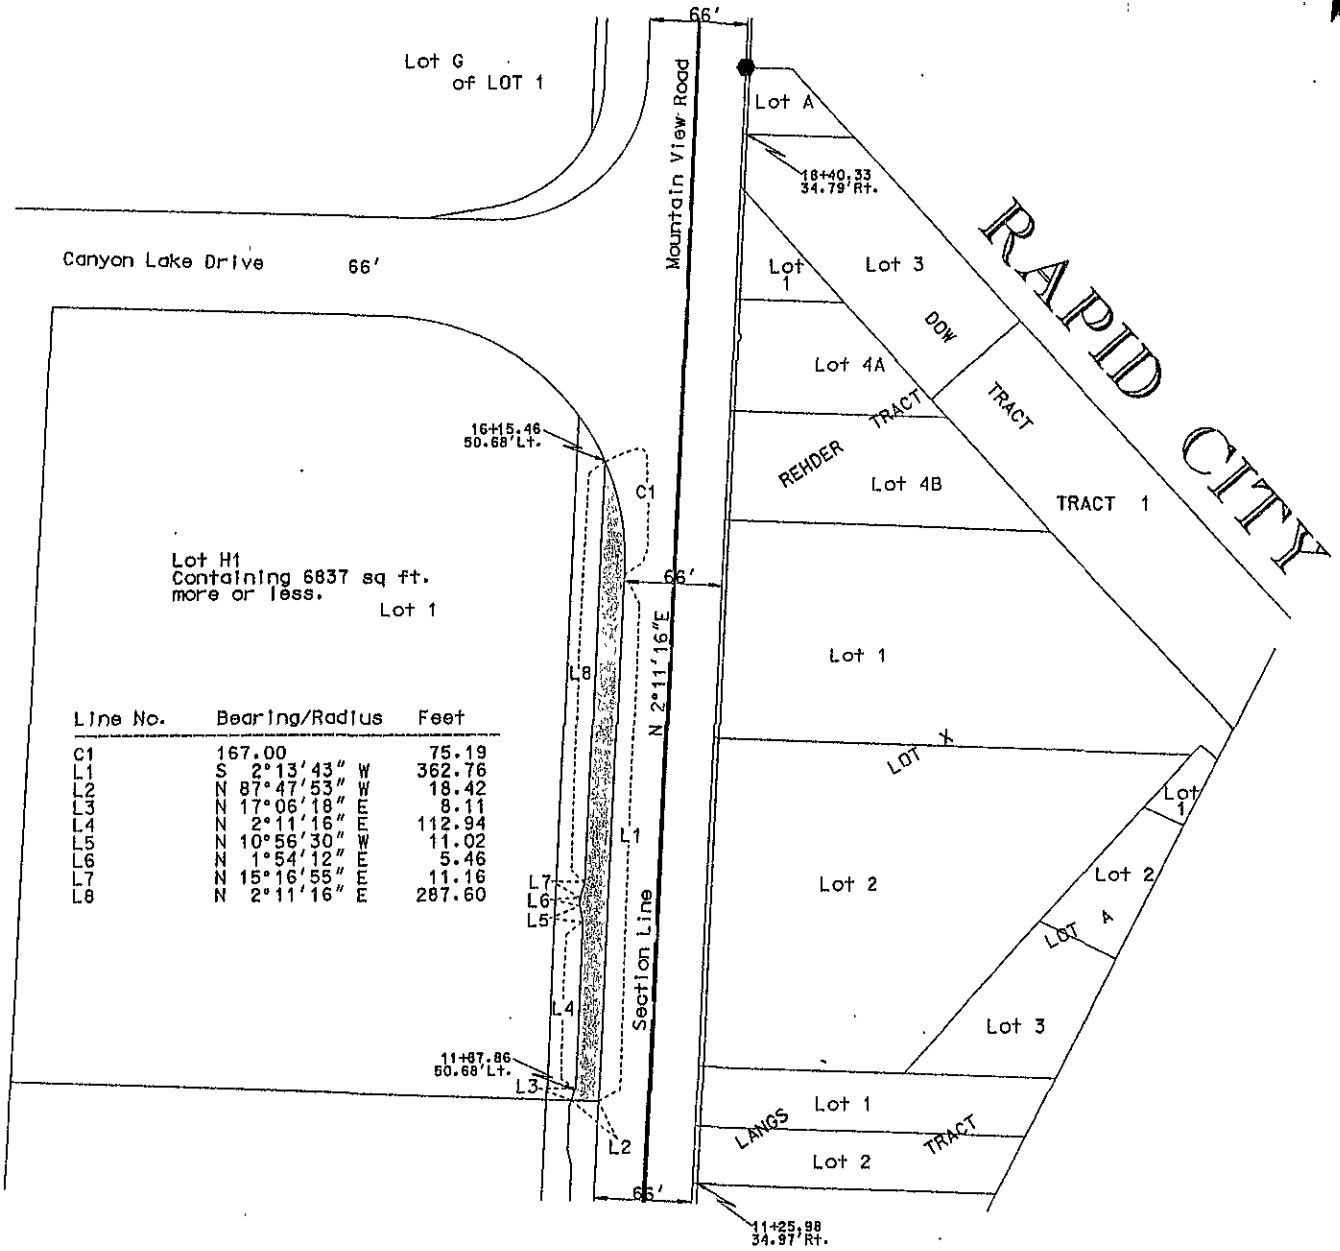 66'
Lot G
of LOT 1
Mountain View Road
Lot A
18+40.33
34.79'Rt.
RAPID CITY
Canyon Lake Drive 66'
Lot 1
Lot 3
DOW
TRACT
Lot 4A
REHDER TRACT
16+15.46
50.68'Lt.
C1
Lot 4B
TRACT 1
Lot H1
Containing 6837 sq ft.
more or less.
Lot 1
66'
N 2°11'16"E
L8
Lot 1
Line No. Bearing/Radius Feet
C1 167.00 75.19
L1 S 2°13'43" W 362.76
L2 N 87°47'53" W 18.42
L3 N 17°06'18" E 8.11
L4 N 2°11'16" E 112.94
L5 N 10°56'30" W 11.02
L6 N 1°54'12" E 5.46
L7 N 15°16'55" E 11.16
L8 N 2°11'16" E 287.60
LOT X
Lot 1
L1
L7
L6
L5
Lot 2
Lot 2
LOT A
Section Line
L4
Lot 3
11+87.86
50.68'Lt.
L3
L2
Lot 1
LANGS TRACT
Lot 2
66'
11+25.98
34.97'Rt.